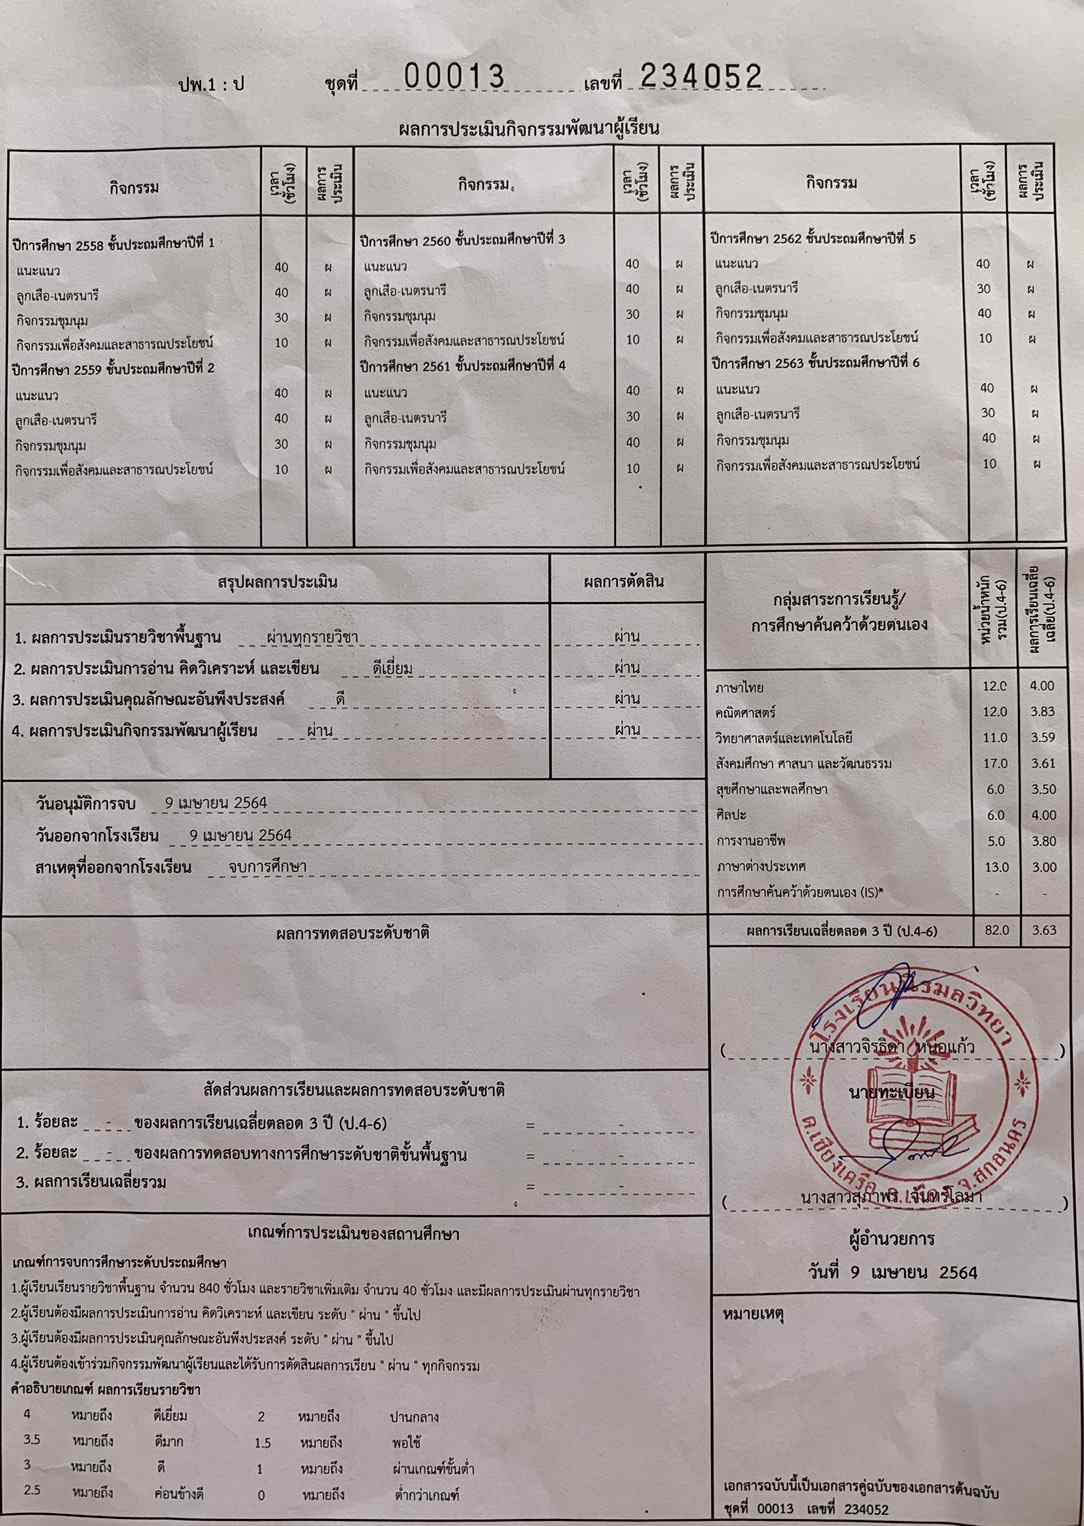 ปพ.1 : ป ชุดที่ 00013 เลขที่ 234052
ผลการประเมินกิจกรรมพัฒนาผู้เรียน
กิจกรรม เวลา (ชั่วโมง) ผลการประเมิน กิจกรรม เวลา (ชั่วโมง) ผลการประเมิน กิจกรรม เวลา (ชั่วโมง) ผลการประเมิน
ปีการศึกษา 2558 ชั้นประถมศึกษาปีที่ 1
แนะแนว 40 ผ
ลูกเสือ-เนตรนารี 40 ผ
กิจกรรมชุมนุม 30 ผ
กิจกรรมเพื่อสังคมและสาธารณประโยชน์ 10 ผ
ปีการศึกษา 2559 ชั้นประถมศึกษาปีที่ 2
แนะแนว 40 ผ
ลูกเสือ-เนตรนารี 40 ผ
กิจกรรมชุมนุม 30 ผ
กิจกรรมเพื่อสังคมและสาธารณประโยชน์ 10 ผ
ปีการศึกษา 2560 ชั้นประถมศึกษาปีที่ 3
แนะแนว 40 ผ
ลูกเสือ-เนตรนารี 40 ผ
กิจกรรมชุมนุม 30 ผ
กิจกรรมเพื่อสังคมและสาธารณประโยชน์ 10 ผ
ปีการศึกษา 2561 ชั้นประถมศึกษาปีที่ 4
แนะแนว 40 ผ
ลูกเสือ-เนตรนารี 30 ผ
กิจกรรมชุมนุม 40 ผ
กิจกรรมเพื่อสังคมและสาธารณประโยชน์ 10 ผ
ปีการศึกษา 2562 ชั้นประถมศึกษาปีที่ 5
แนะแนว 40 ผ
ลูกเสือ-เนตรนารี 30 ผ
กิจกรรมชุมนุม 40 ผ
กิจกรรมเพื่อสังคมและสาธารณประโยชน์ 10 ผ
ปีการศึกษา 2563 ชั้นประถมศึกษาปีที่ 6
แนะแนว 40 ผ
ลูกเสือ-เนตรนารี 30 ผ
กิจกรรมชุมนุม 40 ผ
กิจกรรมเพื่อสังคมและสาธารณประโยชน์ 10 ผ
สรุปผลการประเมิน ผลการตัดสิน
1. ผลการประเมินรายวิชาพื้นฐาน ผ่านทุกรายวิชา ผ่าน
2. ผลการประเมินการอ่าน คิดวิเคราะห์ และเขียน ดีเยี่ยม ผ่าน
3. ผลการประเมินคุณลักษณะอันพึงประสงค์ ดี ผ่าน
4. ผลการประเมินกิจกรรมพัฒนาผู้เรียน ผ่าน ผ่าน
วันอนุมัติการจบ 9 เมษายน 2564
วันออกจากโรงเรียน 9 เมษายน 2564
สาเหตุที่ออกจากโรงเรียน จบการศึกษา
ผลการทดสอบระดับชาติ
สัดส่วนผลการเรียนและผลการทดสอบระดับชาติ
1. ร้อยละ - ของผลการเรียนเฉลี่ยตลอด 3 ปี (ป.4-6) = -
2. ร้อยละ - ของผลการทดสอบทางการศึกษาระดับชาติขั้นพื้นฐาน = -
3. ผลการเรียนเฉลี่ยรวม = -
เกณฑ์การประเมินของสถานศึกษา
เกณฑ์การจบการศึกษาระดับประถมศึกษา
1.ผู้เรียนเรียนรายวิชาพื้นฐาน จำนวน 840 ชั่วโมง และรายวิชาเพิ่มเติม จำนวน 40 ชั่วโมง และมีผลการประเมินผ่านทุกรายวิชา
2.ผู้เรียนต้องมีผลการประเมินการอ่าน คิดวิเคราะห์ และเขียน ระดับ " ผ่าน " ขึ้นไป
3.ผู้เรียนต้องมีผลการประเมินคุณลักษณะอันพึงประสงค์ ระดับ " ผ่าน " ขึ้นไป
4.ผู้เรียนต้องเข้าร่วมกิจกรรมพัฒนาผู้เรียนและได้รับการตัดสินผลการเรียน " ผ่าน " ทุกกิจกรรม
คำอธิบายเกณฑ์ ผลการเรียนรายวิชา
4 หมายถึง ดีเยี่ยม 2 หมายถึง ปานกลาง
3.5 หมายถึง ดีมาก 1.5 หมายถึง พอใช้
3 หมายถึง ดี 1 หมายถึง ผ่านเกณฑ์ขั้นต่ำ
2.5 หมายถึง ค่อนข้างดี 0 หมายถึง ต่ำกว่าเกณฑ์
กลุ่มสาระการเรียนรู้/ การศึกษาค้นคว้าด้วยตนเอง หน่วยน้ำหนักรวม(ป.4-6) ผลการเรียนเฉลี่ยเฉลี่ย(ป.4-6)
ภาษาไทย 12.0 4.00
คณิตศาสตร์ 12.0 3.83
วิทยาศาสตร์และเทคโนโลยี 11.0 3.59
สังคมศึกษา ศาสนา และวัฒนธรรม 17.0 3.61
สุขศึกษาและพลศึกษา 6.0 3.50
ศิลปะ 6.0 4.00
การงานอาชีพ 5.0 3.80
ภาษาต่างประเทศ 13.0 3.00
การศึกษาค้นคว้าด้วยตนเอง (IS)* - -
ผลการเรียนเฉลี่ยตลอด 3 ปี (ป.4-6) 82.0 3.63
โรงเรียนนิรมลวิทยา
( นางสาวจิรธิดา หน่อแก้ว )
นายทะเบียน
ต.เชียงเครือ อ.เมือง จ.สกลนคร
( นางสาวสุภาพร จันทรโลมา )
ผู้อำนวยการ
วันที่ 9 เมษายน 2564
หมายเหตุ
เอกสารฉบับนี้เป็นเอกสารคู่ฉบับของเอกสารต้นฉบับ
ชุดที่ 00013 เลขที่ 234052